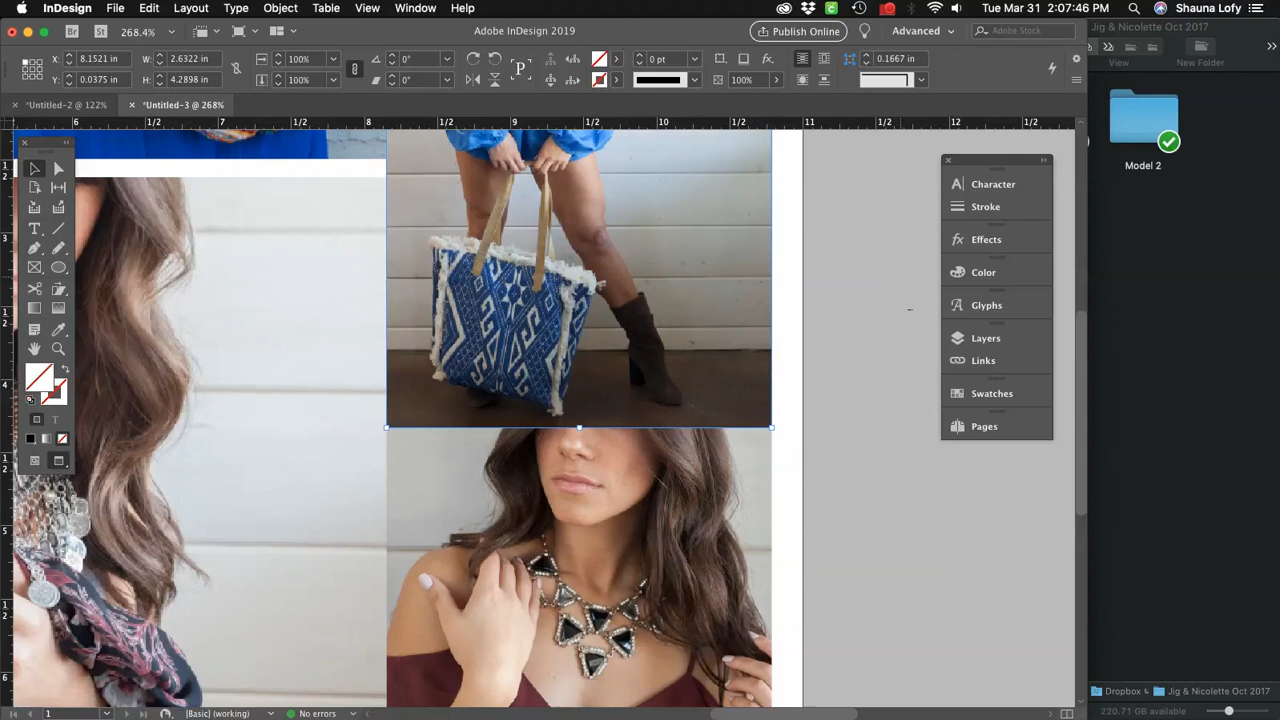 InDesign File Edit Layout Type Object Table View Window Help Tue Mar 31 2:07:46 PM Shauna Lofy
268.4% Adobe InDesign 2019 Publish Online Advanced Adobe Stock
X: 8.1521 in W: 2.6322 in 100% 0° 0 pt 0.1667 in
Y: 0.0375 in H: 4.2898 in 100% 0° P 100%
*Untitled-2 @ 122% *Untitled-3 @ 268%
6 1/2 7 1/2 8 1/2 9 1/2 10 1/2 11 1/2 12 1/2
Jig & Nicolette Oct 2017
View New Folder
Model 2
Character
Stroke
fx Effects
Color
Glyphs
Layers
Links
Swatches
Pages
1 [Basic] (working) No errors
Dropbox Jig & Nicolette Oct 2017
220.71 GB available